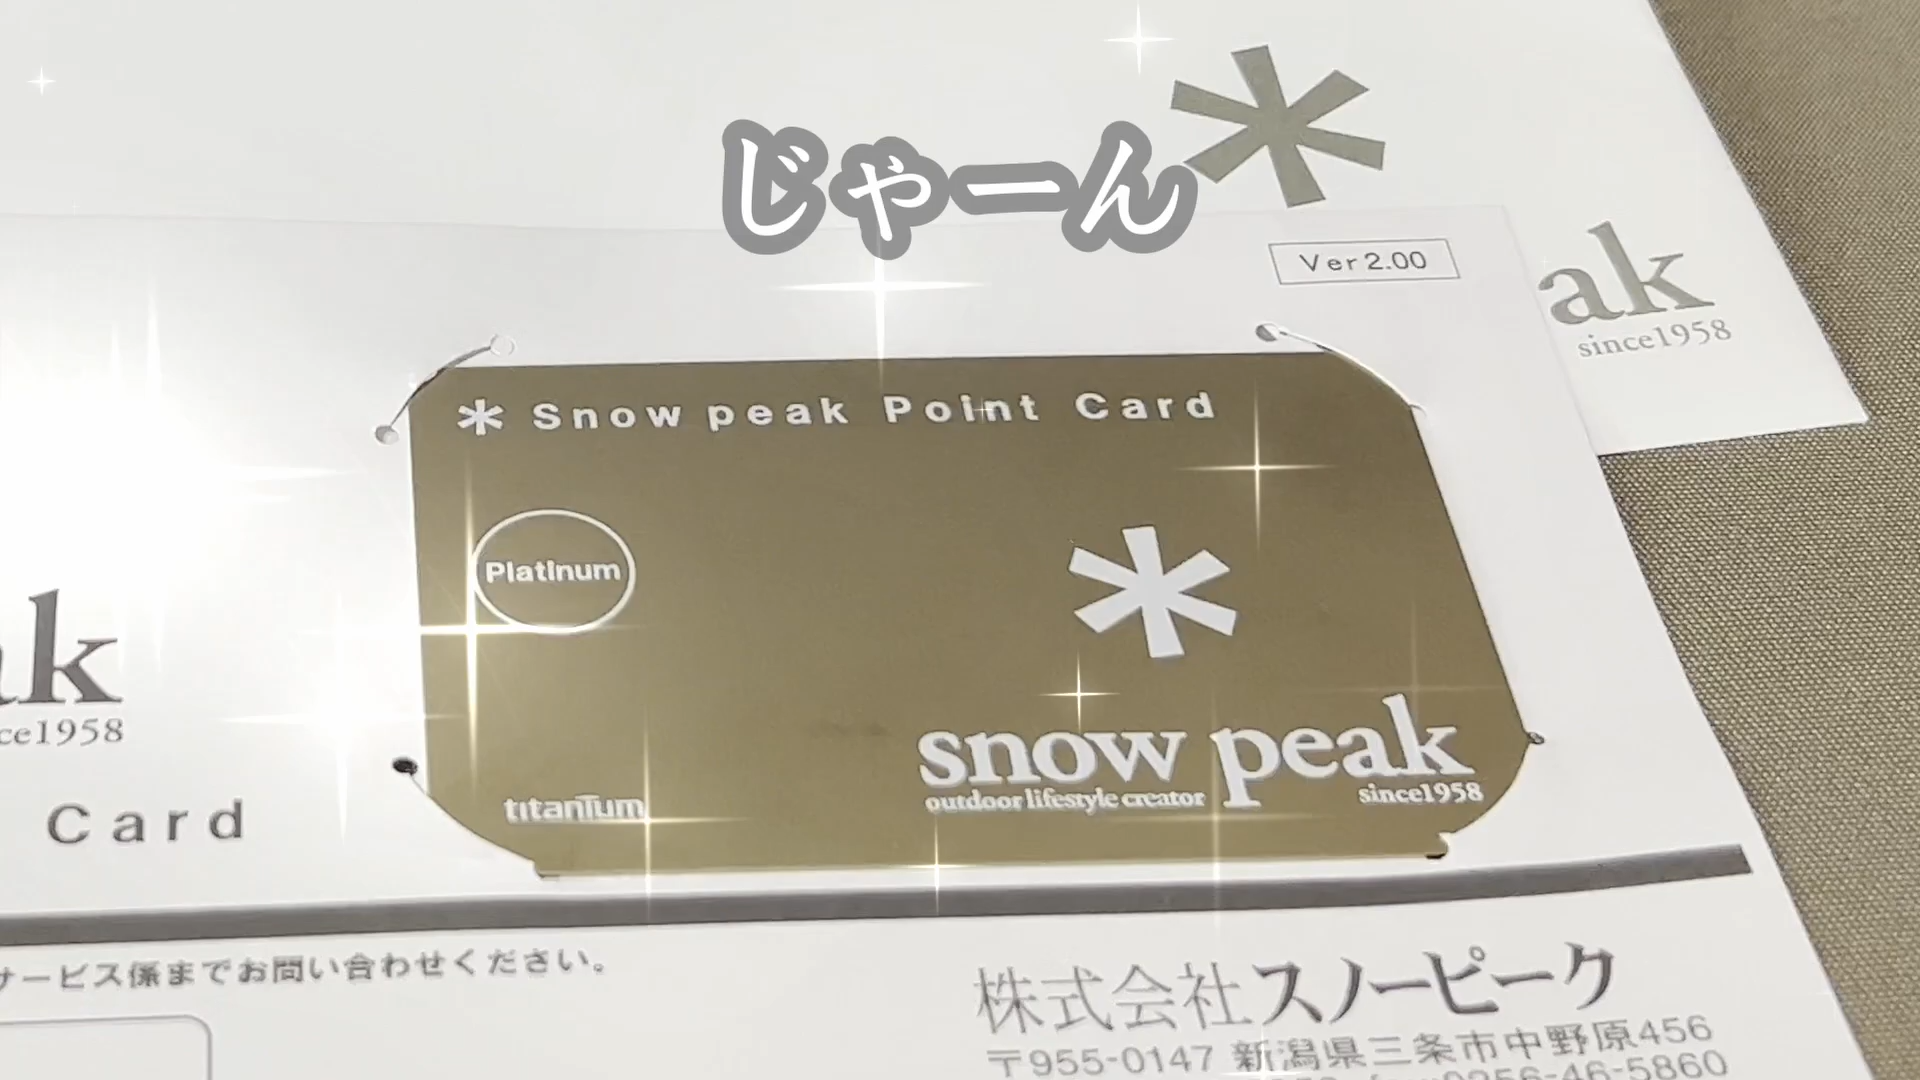 じゃーん
Ver2.00
ak
since1958
Snow peak Point Card
Platinum
snow peak
outdoor lifestyle creator since1958
titanium
ak
ce1958
Card
サービス係までお問い合わせください。
株式会社スノーピーク
〒955-0147 新潟県三条市中野原456
0256-46-5860